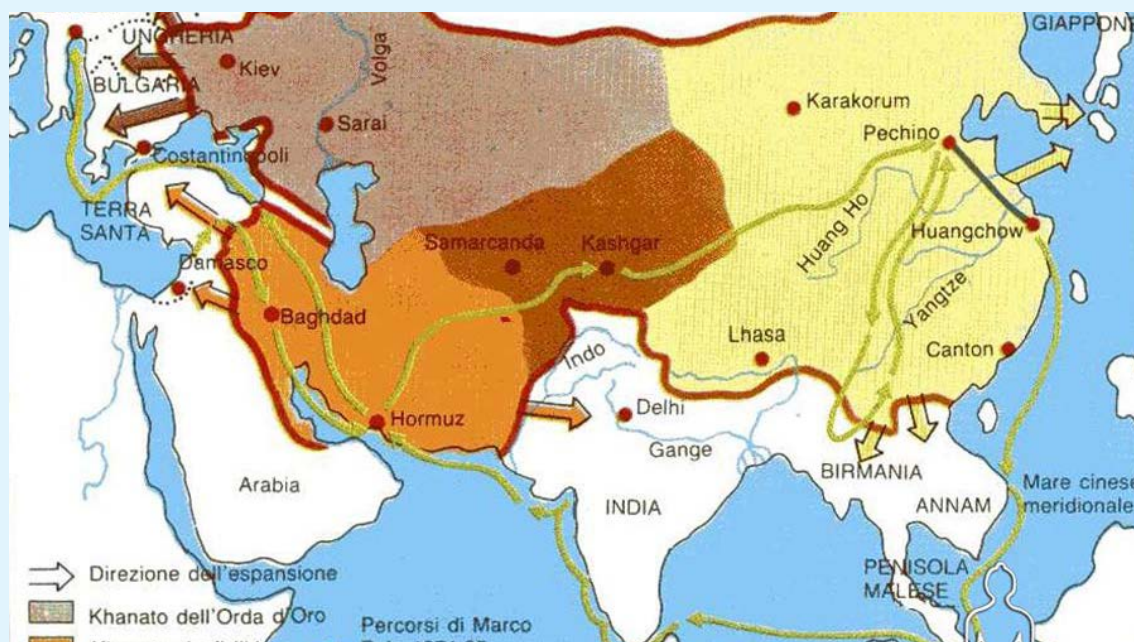 UNGHERIA
GIAPPONE
Kiev
Volga
BULGARIA
Karakorum
Sarai
Pechino
Costantinopoli
TERRA
SANTA
Huang Ho
Huangchow
Samarcanda
Kashgar
Damasco
Baghdad
Yangtze
Lhasa
Canton
Indo
Hormuz
Delhi
Gange
BIRMANIA
Arabia
INDIA
ANNAM
Mare cinese
meridionale
PENISOLA
MALESE
Direzione dell'espansione
Khanato dell'Orda d'Oro
Percorsi di Marco